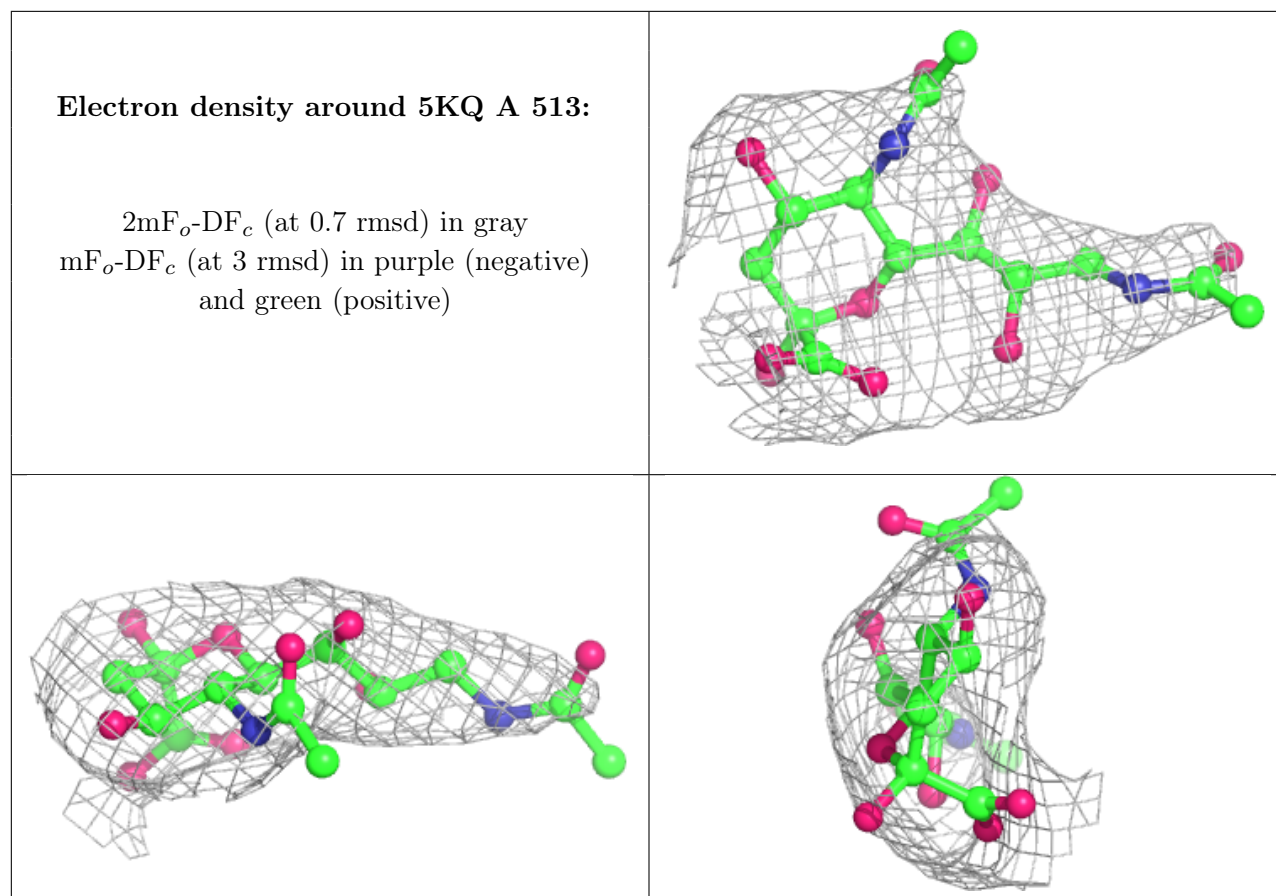 Electron density around 5KQ A 513:
2mFₒ-DF𝒸 (at 0.7 rmsd) in gray
mFₒ-DF𝒸 (at 3 rmsd) in purple (negative)
and green (positive)